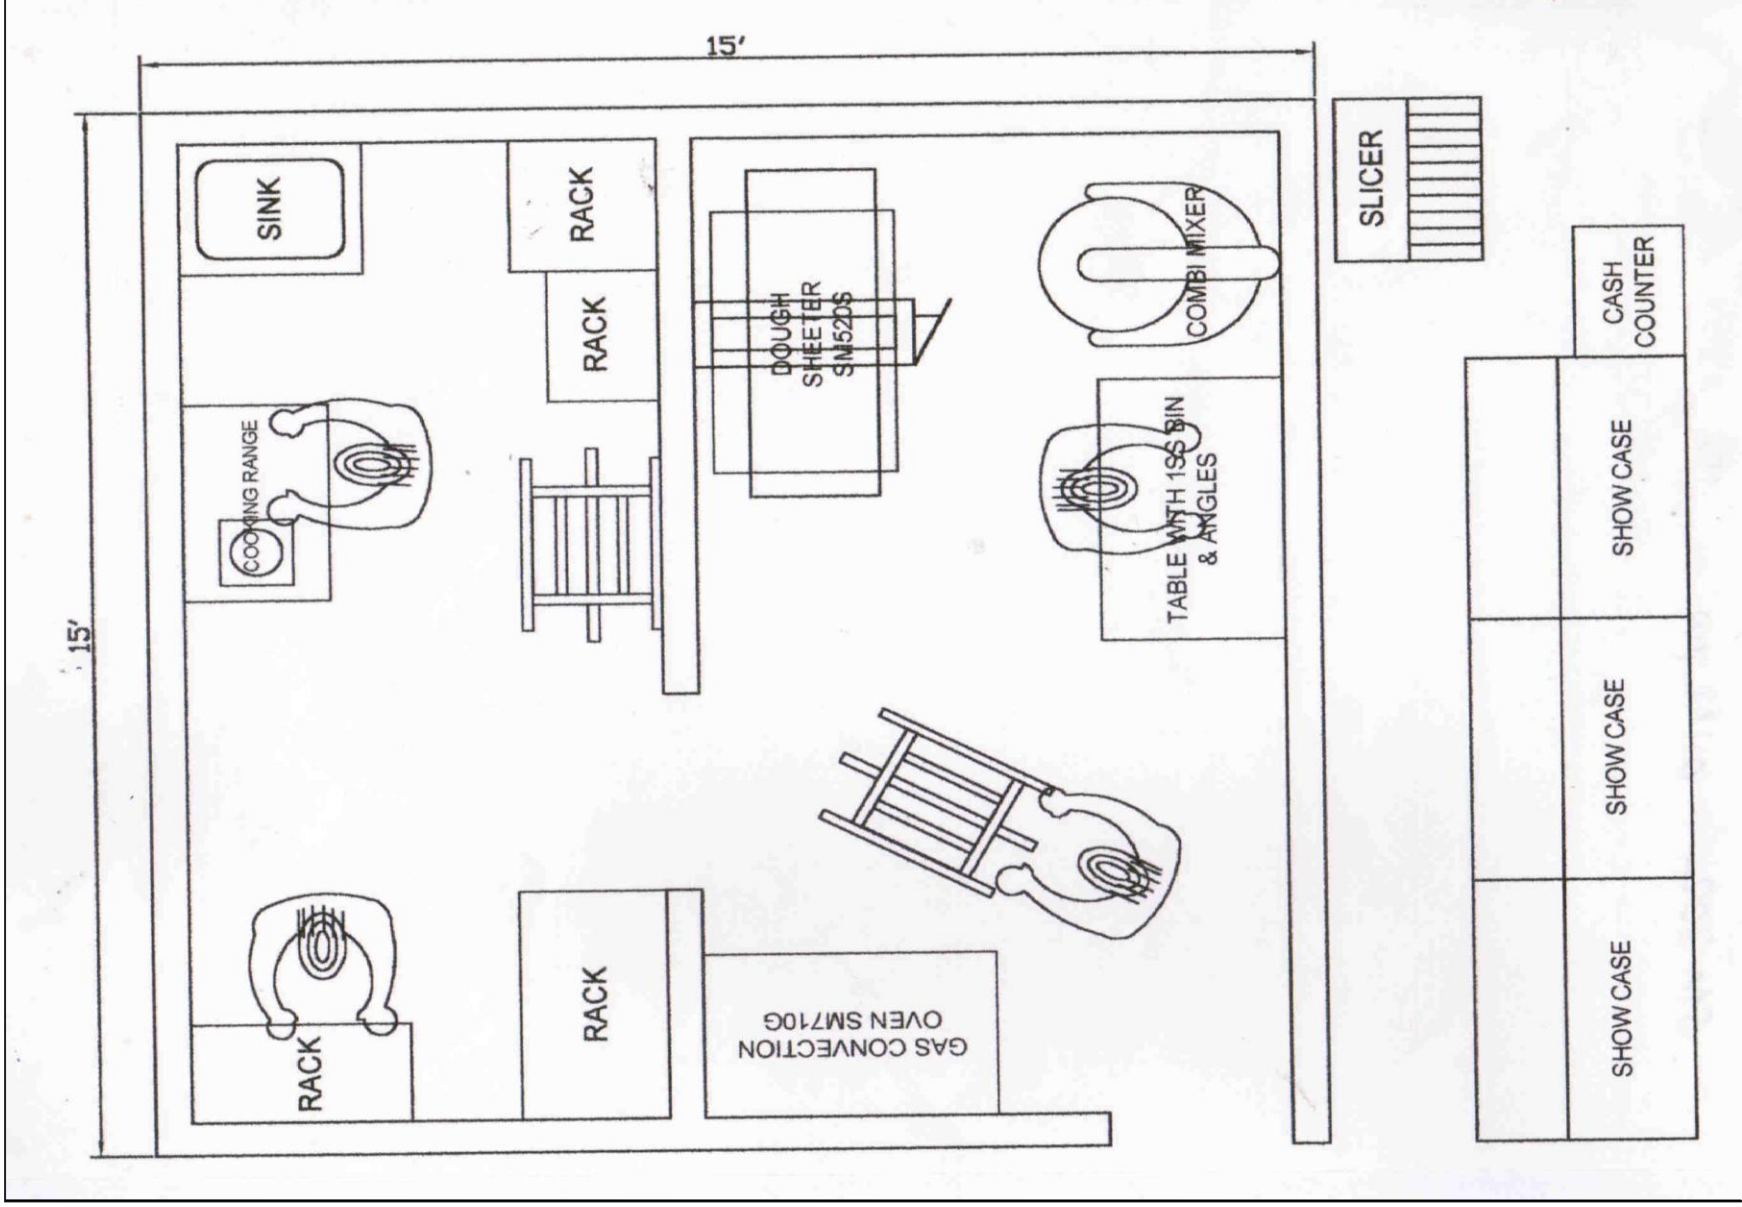 15'
15'
SINK
RACK
RACK
COOKING RANGE
DOUGH
SHEETER
SM520S
COMBI MIXER
TABLE WITH 1SS BIN
& ANGLES
SLICER
CASH
COUNTER
SHOW CASE
SHOW CASE
SHOW CASE
RACK
RACK
GAS CONVECTION
OVEN SM710G